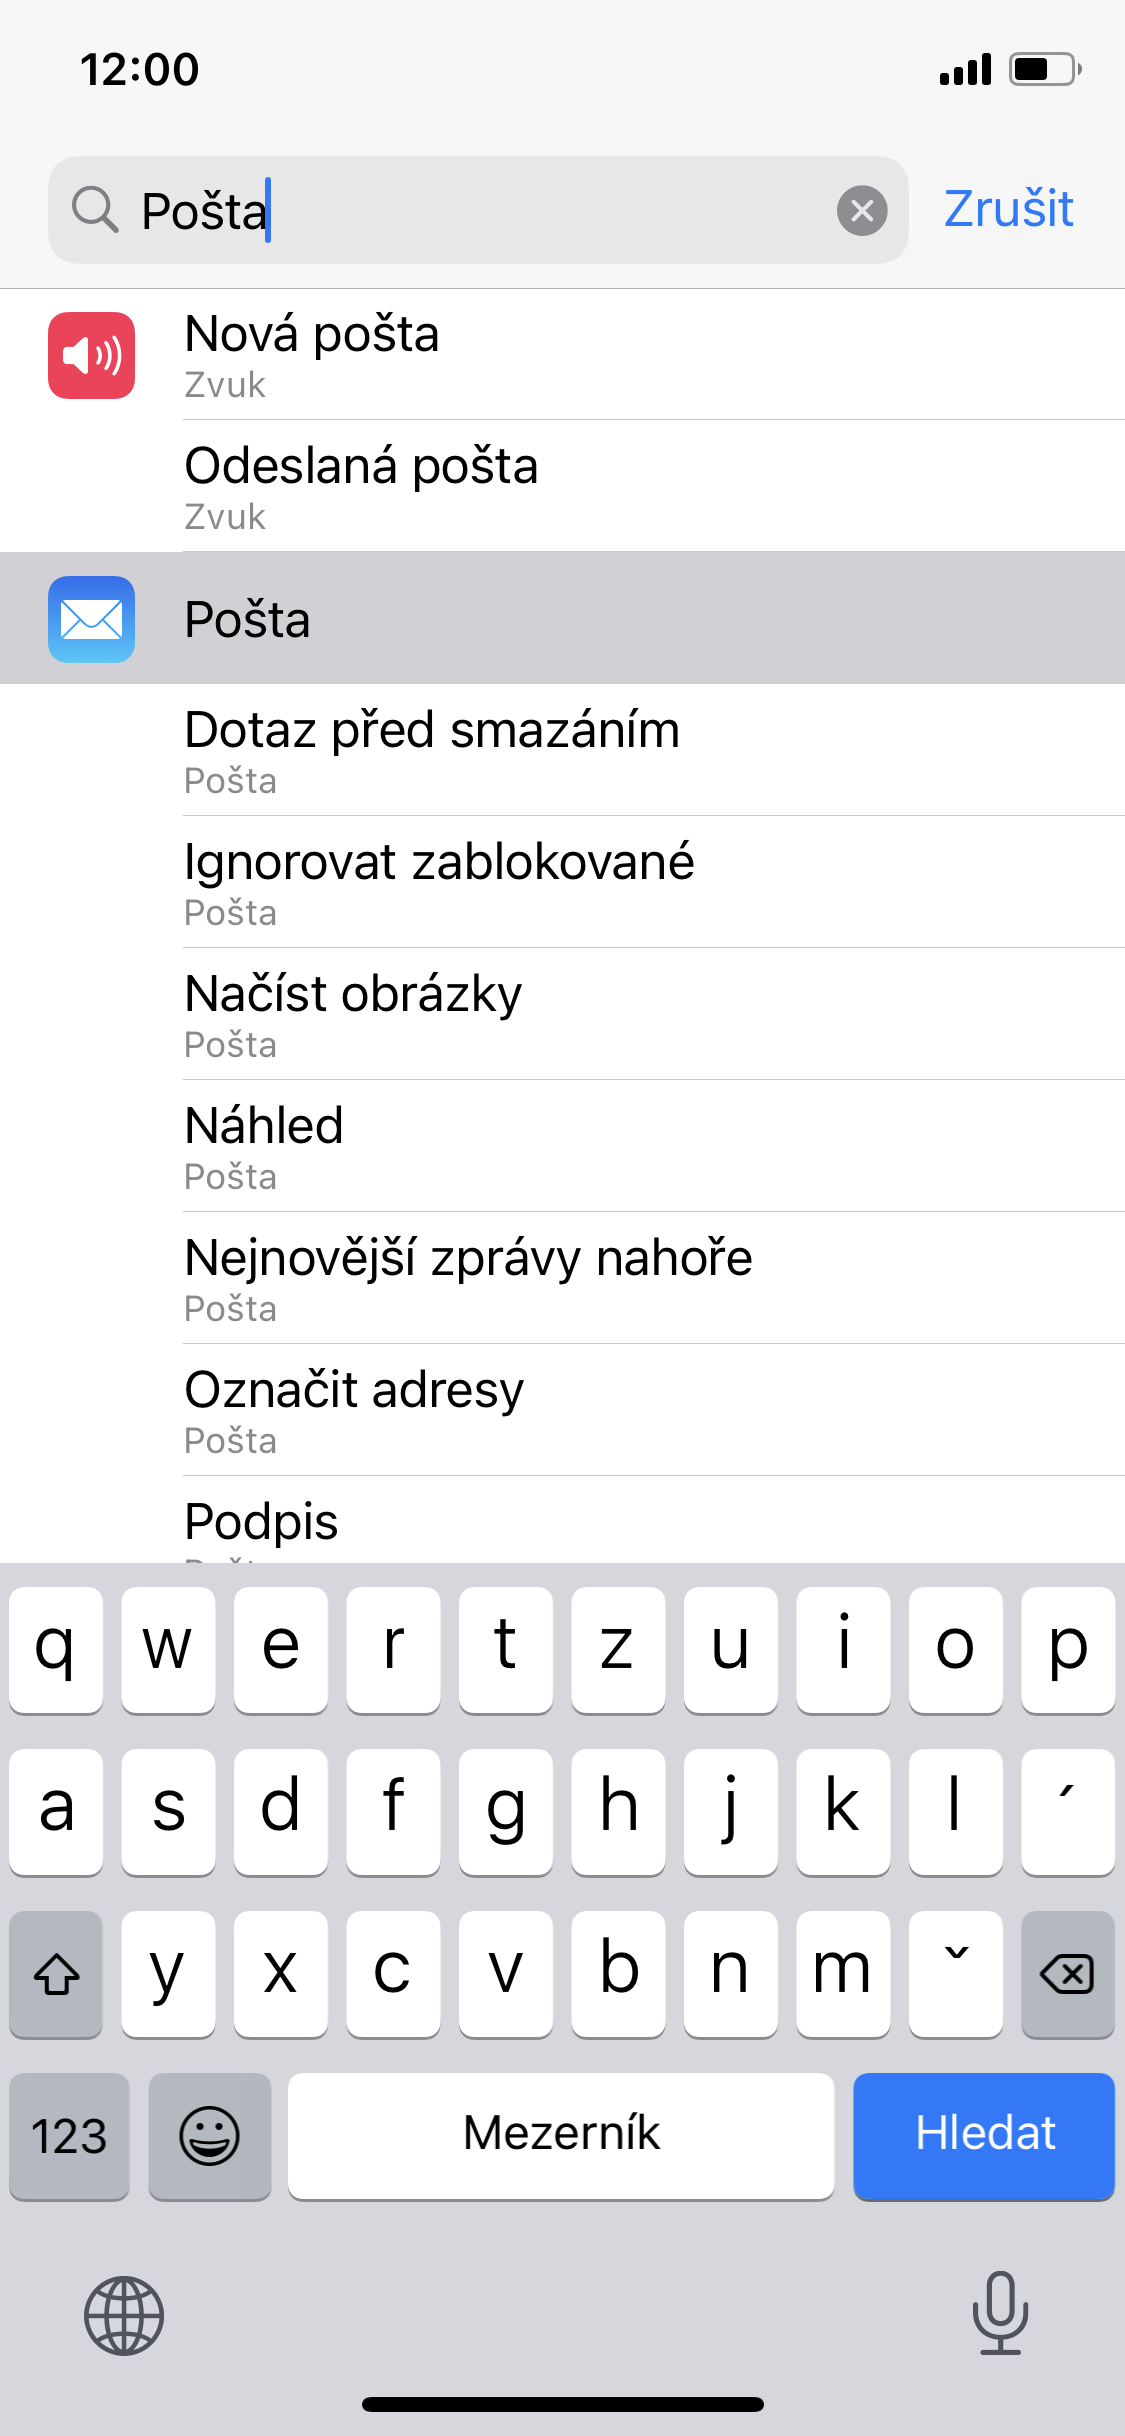 12:00
Pošta
Zrušit
Nová pošta
Zvuk
Odeslaná pošta
Zvuk
Pošta
Dotaz před smazáním
Pošta
Ignorovat zablokované
Pošta
Načíst obrázky
Pošta
Náhled
Pošta
Nejnovější zprávy nahoře
Pošta
Označit adresy
Pošta
Podpis
q w e r t z u i o p
a s d f g h j k l ´
y x c v b n m ˇ
123 Mezerník Hledat